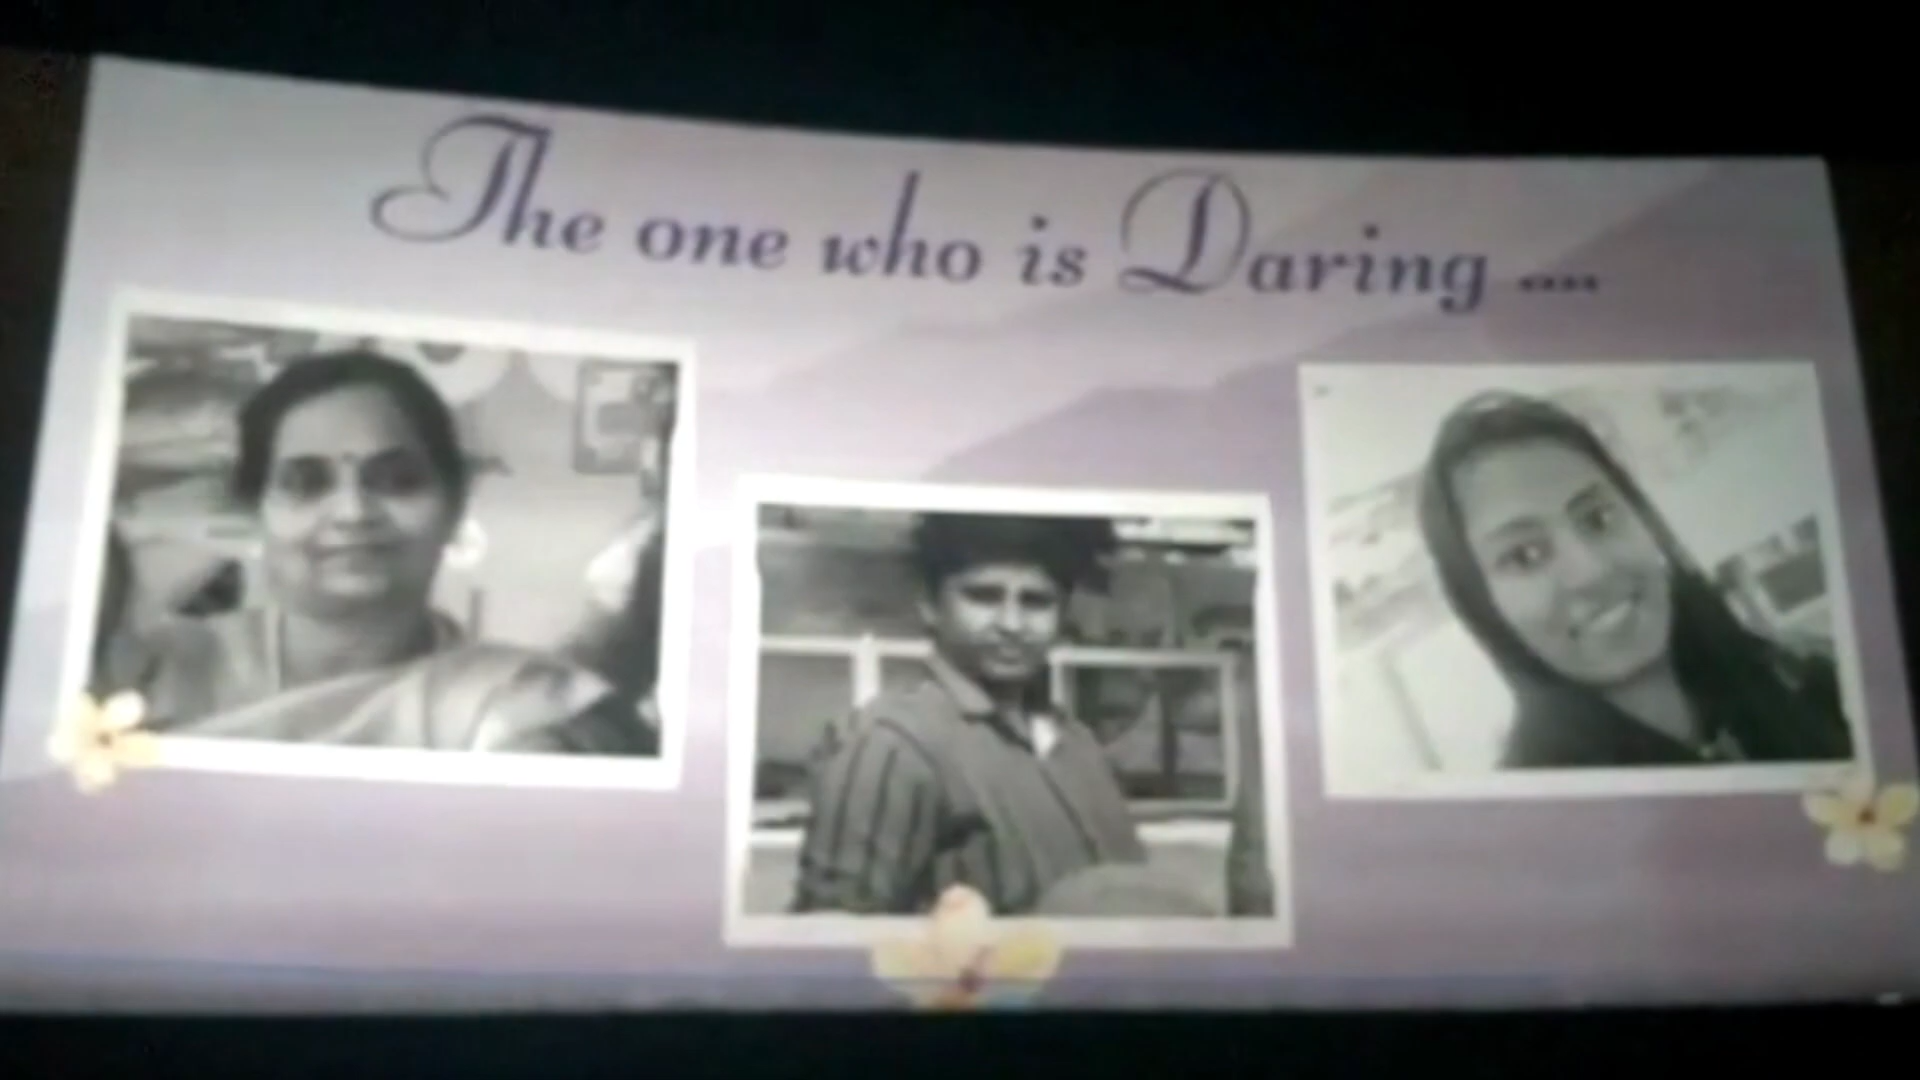 The one who is Daring ....